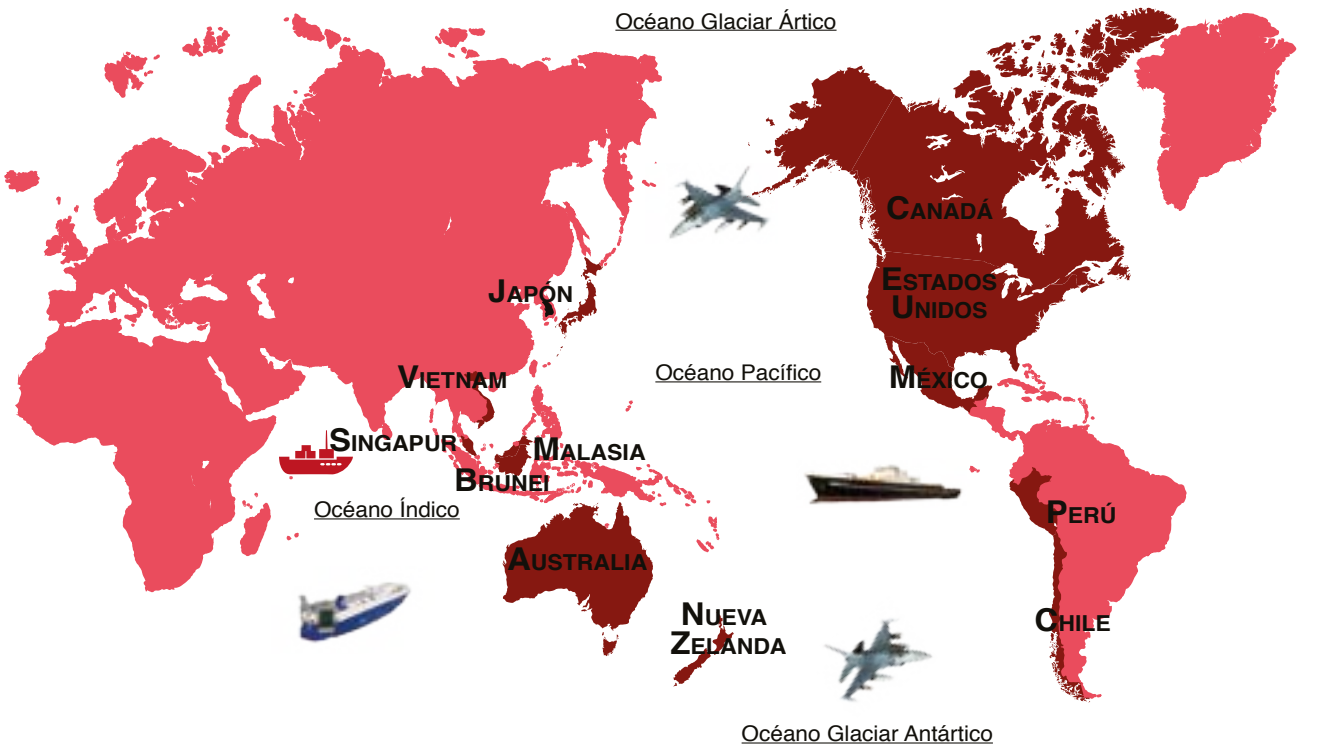 Océano Glaciar Ártico
Canadá
Estados
Unidos
Japón
Océano Pacífico
México
Vietnam
Singapur
Malasia
Brunei
Océano Índico
Perú
Australia
Nueva
Zelanda
Chile
Océano Glaciar Antártico